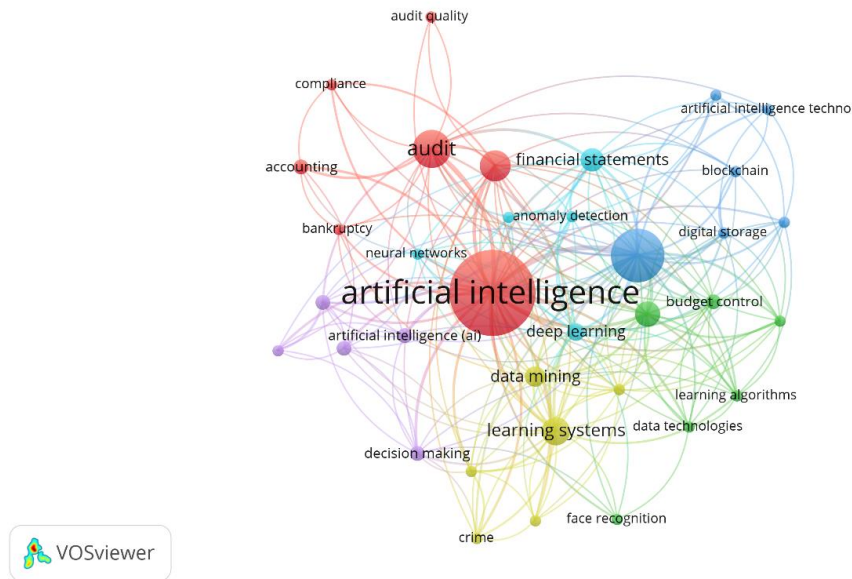 audit quality
compliance
artificial intelligence techno
audit
financial statements
accounting
blockchain
anomaly detection
bankruptcy
digital storage
neural networks
artificial intelligence
budget control
artificial intelligence (ai)
deep learning
data mining
learning algorithms
learning systems
data technologies
decision making
face recognition
crime
VOSviewer